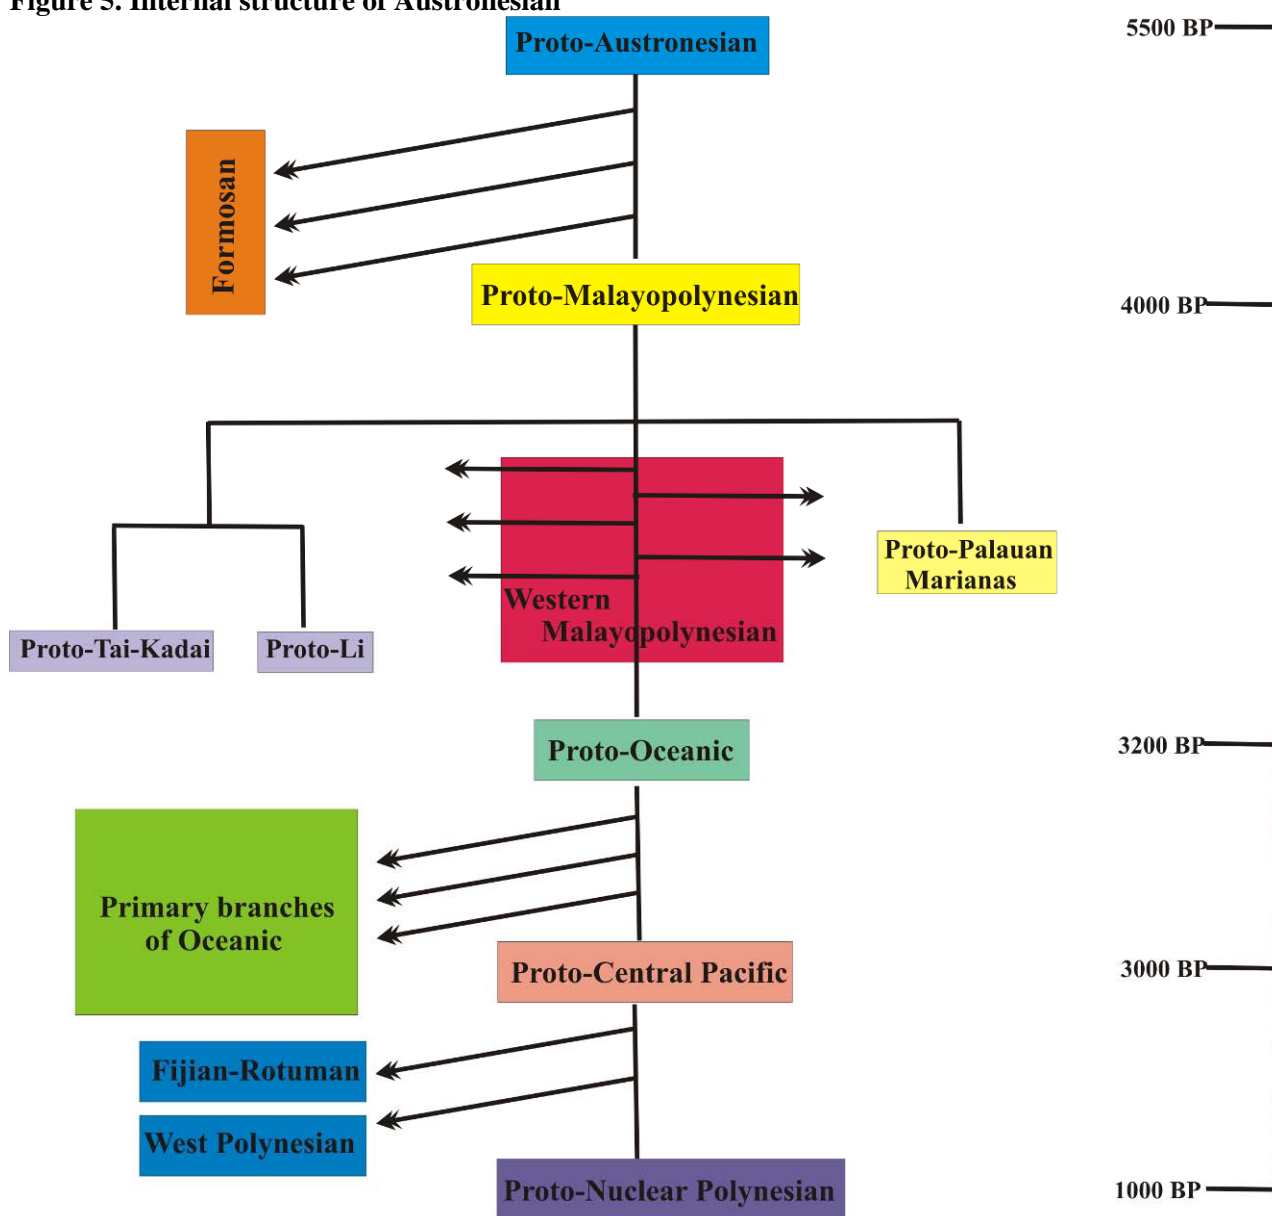 Figure 5. Internal structure of Austronesian
Proto-Austronesian
5500 BP
Formosan
Proto-Malayopolynesian
4000 BP
Proto-Palauan
Marianas
Western
Malayopolynesian
Proto-Tai-Kadai
Proto-Li
Proto-Oceanic
3200 BP
Primary branches
of Oceanic
Proto-Central Pacific
3000 BP
Fijian-Rotuman
West Polynesian
Proto-Nuclear Polynesian
1000 BP